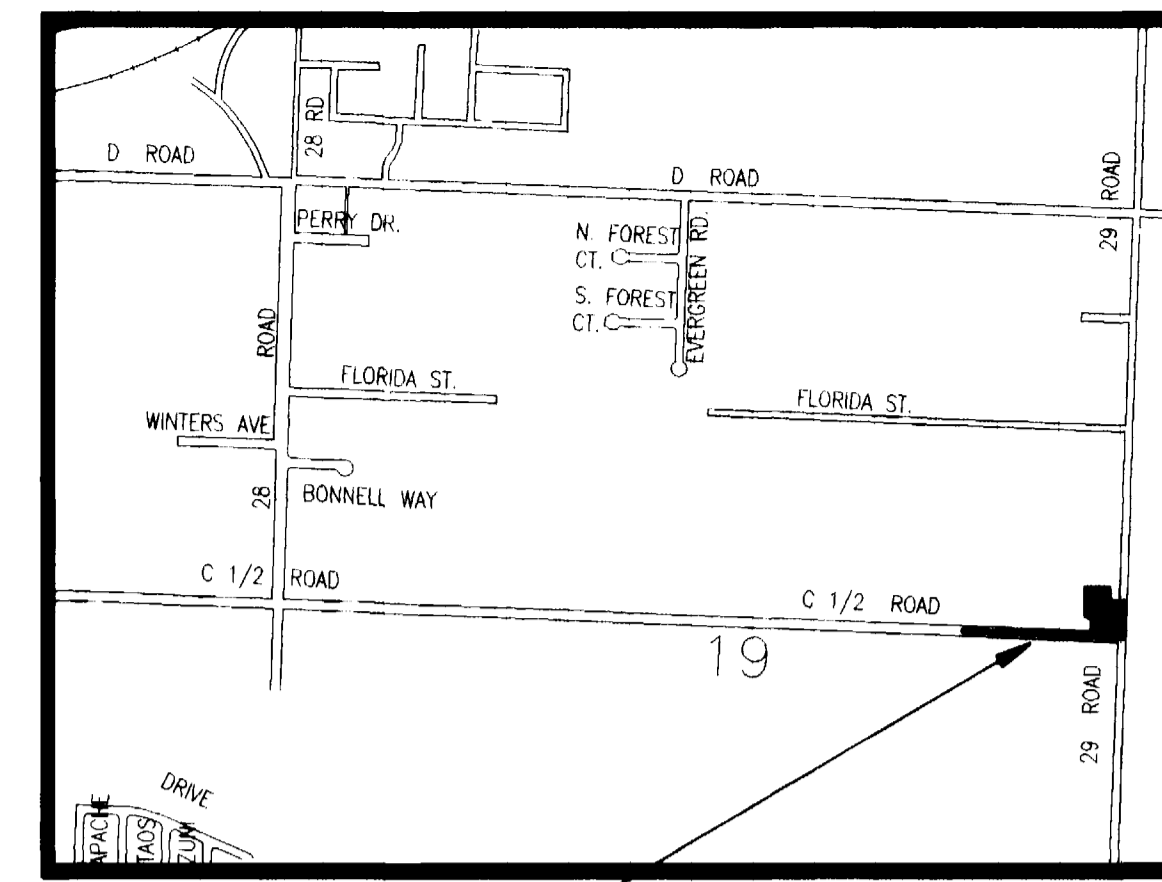 28 RD
D ROAD
D ROAD
29 ROAD
PERRY DR.
N. FOREST
CT.
S. FOREST
CT.
EVERGREEN RD.
28 ROAD
FLORIDA ST.
FLORIDA ST.
WINTERS AVE
BONNELL WAY
C 1/2 ROAD
C 1/2 ROAD
19
29 ROAD
DRIVE
APACHE
TAOS
ZUNI